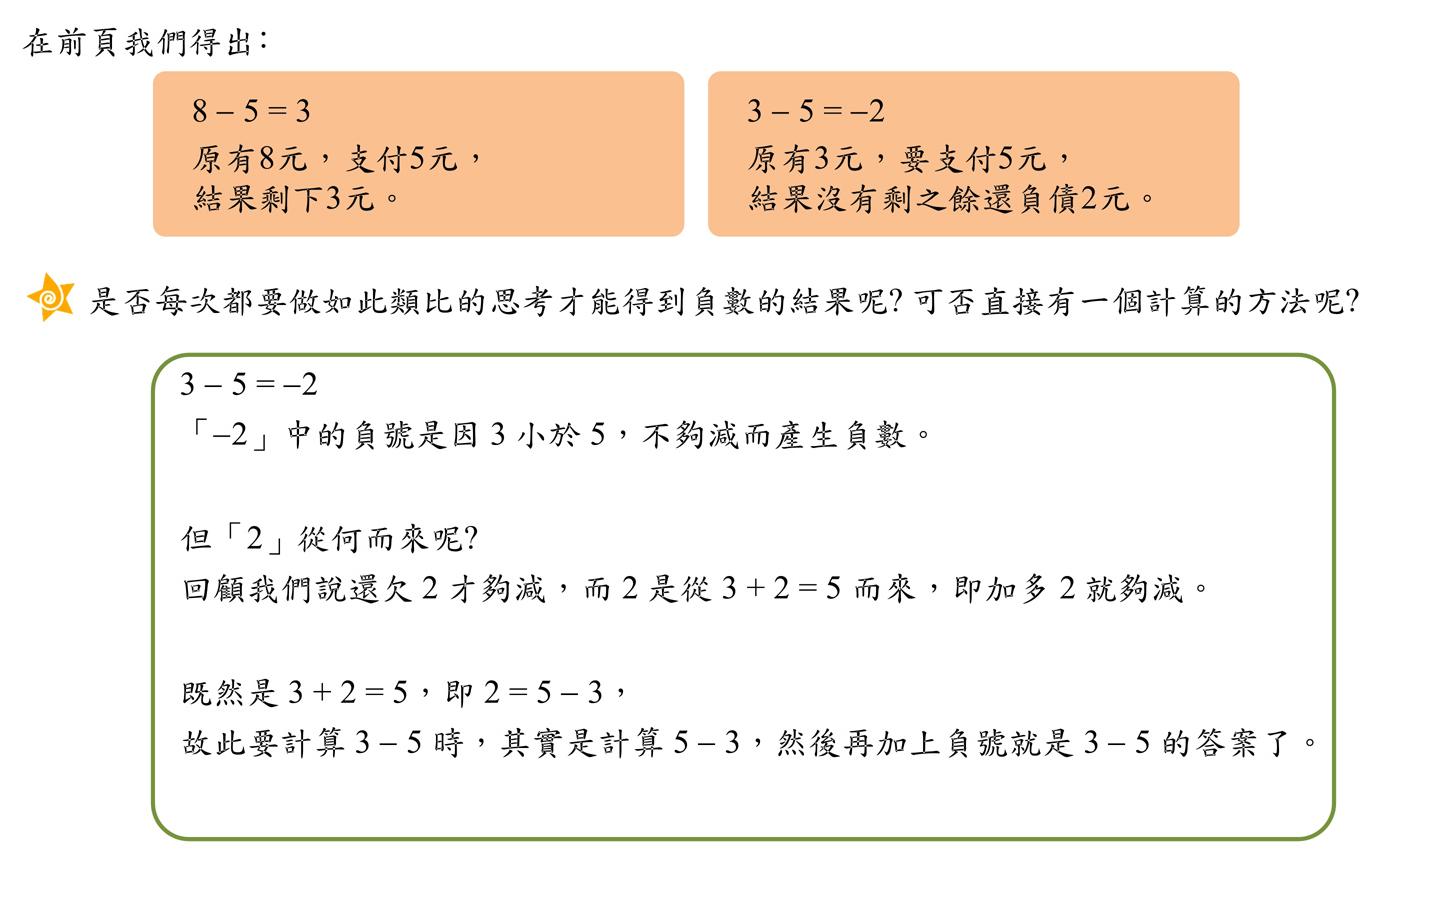 在前頁我們得出：
8 – 5 = 3
原有8元，支付5元，
結果剩下3元。
3 – 5 = –2
原有3元，要支付5元，
結果沒有剩之餘還負債2元。
是否每次都要做如此類比的思考才能得到負數的結果呢? 可否直接有一個計算的方法呢?
3 – 5 = –2
「–2」中的負號是因 3 小於 5，不夠減而產生負數。
但「2」從何而來呢?
回顧我們說還欠 2 才夠減，而 2 是從 3 + 2 = 5 而來，即加多 2 就夠減。
既然是 3 + 2 = 5，即 2 = 5 – 3，
故此要計算 3 – 5 時，其實是計算 5 – 3，然後再加上負號就是 3 – 5 的答案了。